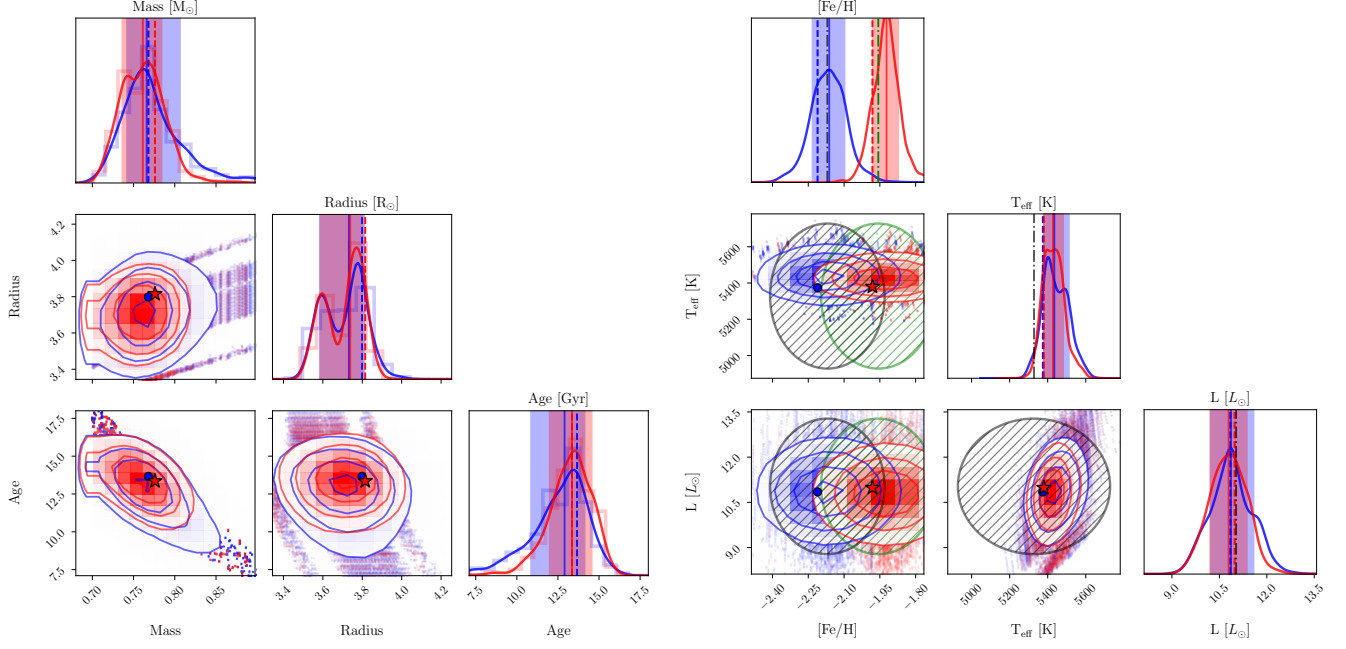 Mass [M⊙]
[Fe/H]
Radius [R⊙]
T_eff [K]
4.2
4.0
3.8
3.6
3.4
Radius
5600
5400
5200
5000
T_eff [K]
Age [Gyr]
L [L⊙]
17.5
15.0
12.5
10.0
7.5
Age
13.5
12.0
10.5
9.0
L [L⊙]
0.70 0.75 0.80 0.85
3.4 3.6 3.8 4.0 4.2
7.5 10.0 12.5 15.0 17.5
−2.40 −2.25 −2.10 −1.95 −1.80
5000 5200 5400 5600
9.0 10.5 12.0 13.5
Mass
Radius
Age
[Fe/H]
T_eff [K]
L [L⊙]